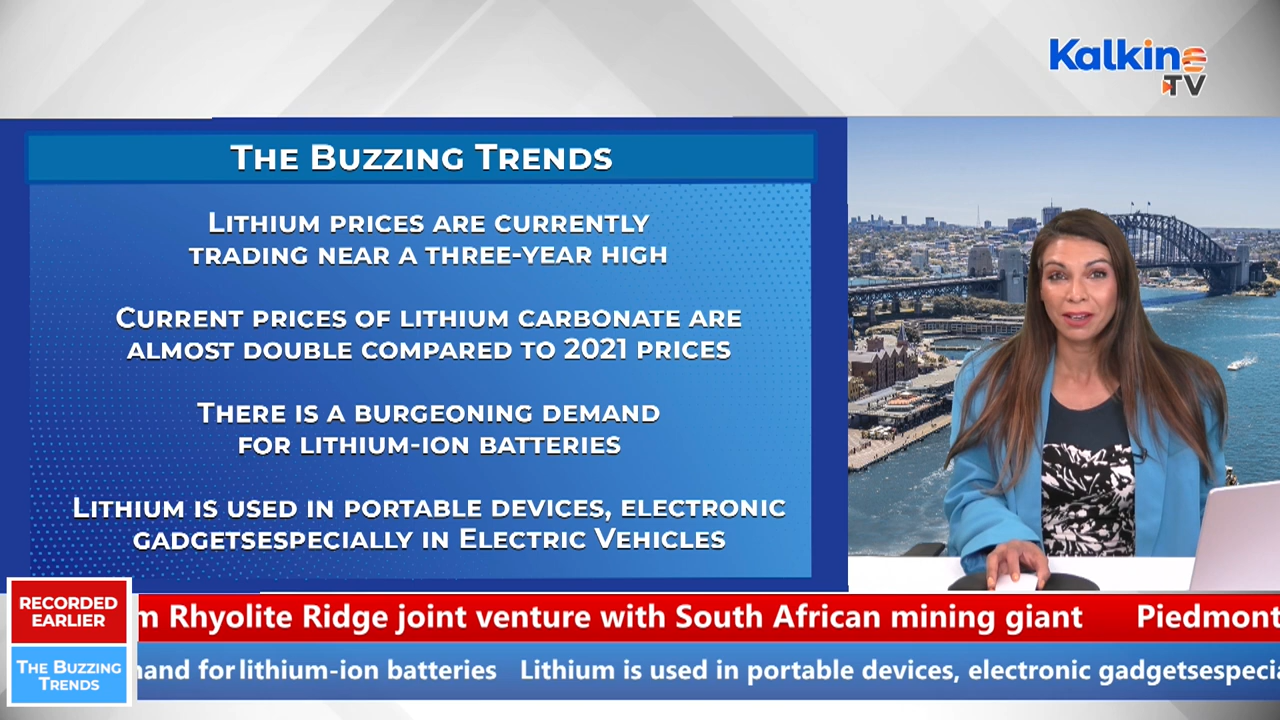 Kalkine
TV
THE BUZZING TRENDS
LITHIUM PRICES ARE CURRENTLY
TRADING NEAR A THREE-YEAR HIGH
CURRENT PRICES OF LITHIUM CARBONATE ARE
ALMOST DOUBLE COMPARED TO 2021 PRICES
THERE IS A BURGEONING DEMAND
FOR LITHIUM-ION BATTERIES
LITHIUM IS USED IN PORTABLE DEVICES, ELECTRONIC
GADGETSESPECIALLY IN ELECTRIC VEHICLES
RECORDED
EARLIER
Rhyolite Ridge joint venture with South African mining giant Piedmont
THE BUZZING
TRENDS
for lithium-ion batteries Lithium is used in portable devices, electronic